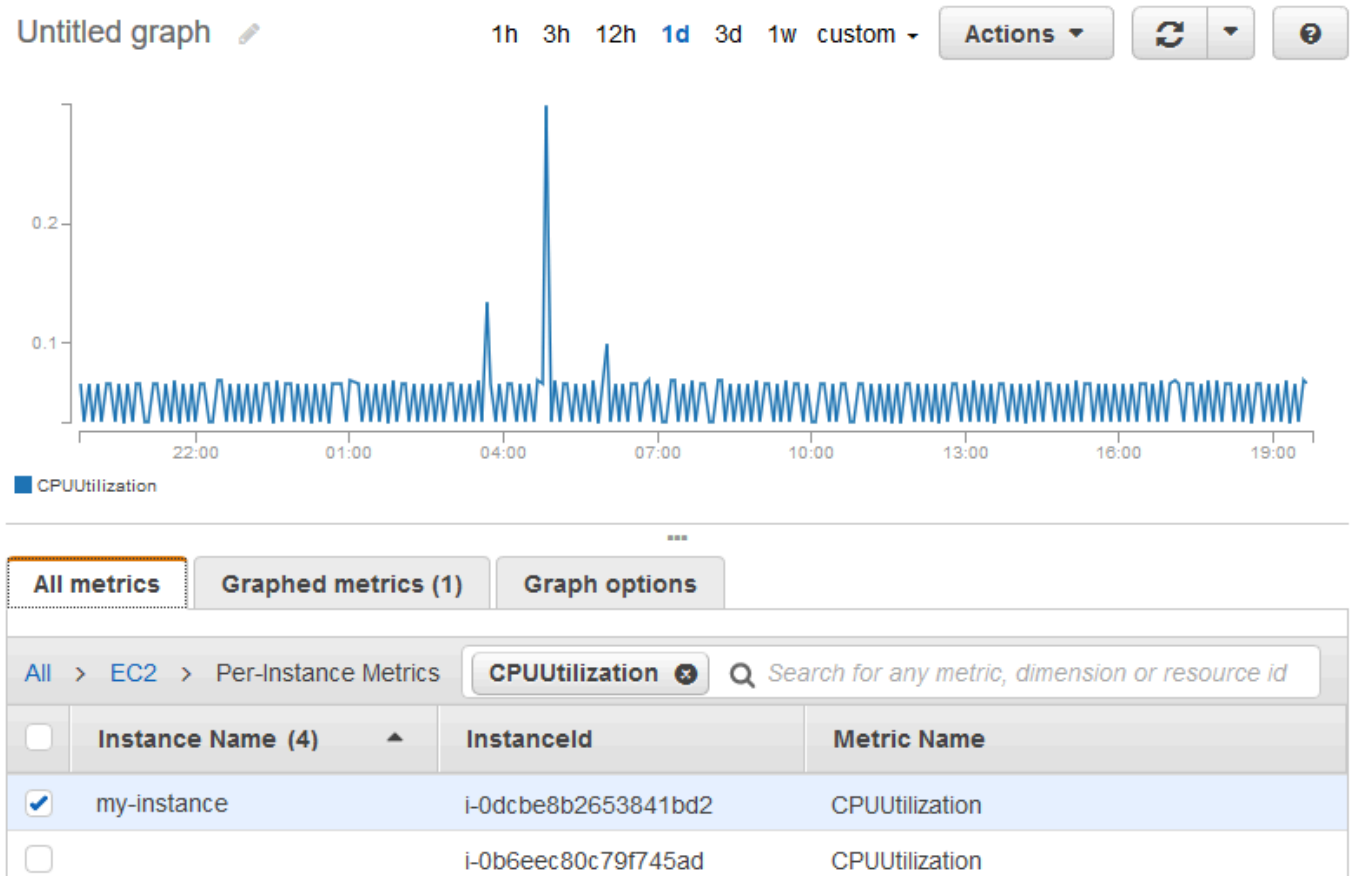 Untitled graph 1h 3h 12h 1d 3d 1w custom Actions
0.2
0.1
22:00 01:00 04:00 07:00 10:00 13:00 16:00 19:00
CPUUtilization
All metrics Graphed metrics (1) Graph options
All > EC2 > Per-Instance Metrics CPUUtilization Search for any metric, dimension or resource id
Instance Name (4) InstanceId Metric Name
my-instance i-0dcbe8b2653841bd2 CPUUtilization
i-0b6eec80c79f745ad CPUUtilization